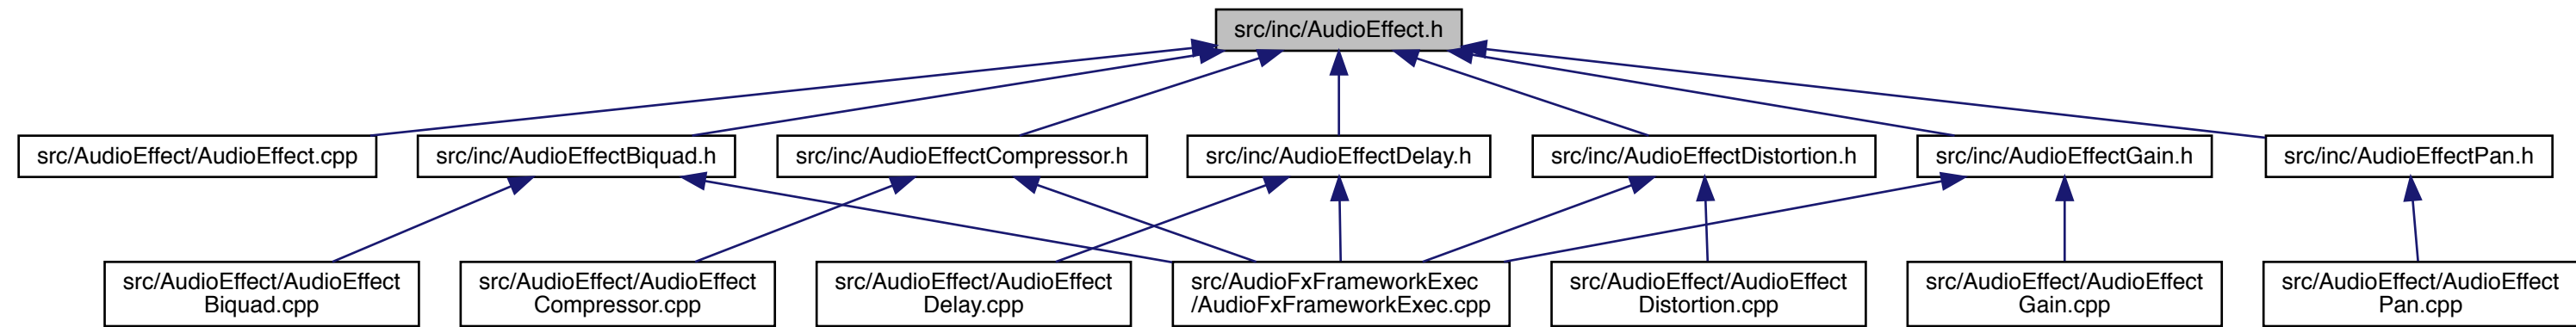 src/inc/AudioEffect.h
src/AudioEffect/AudioEffect.cpp
src/inc/AudioEffectBiquad.h
src/inc/AudioEffectCompressor.h
src/inc/AudioEffectDelay.h
src/inc/AudioEffectDistortion.h
src/inc/AudioEffectGain.h
src/inc/AudioEffectPan.h
src/AudioEffect/AudioEffect
Biquad.cpp
src/AudioEffect/AudioEffect
Compressor.cpp
src/AudioEffect/AudioEffect
Delay.cpp
src/AudioFxFrameworkExec
/AudioFxFrameworkExec.cpp
src/AudioEffect/AudioEffect
Distortion.cpp
src/AudioEffect/AudioEffect
Gain.cpp
src/AudioEffect/AudioEffect
Pan.cpp